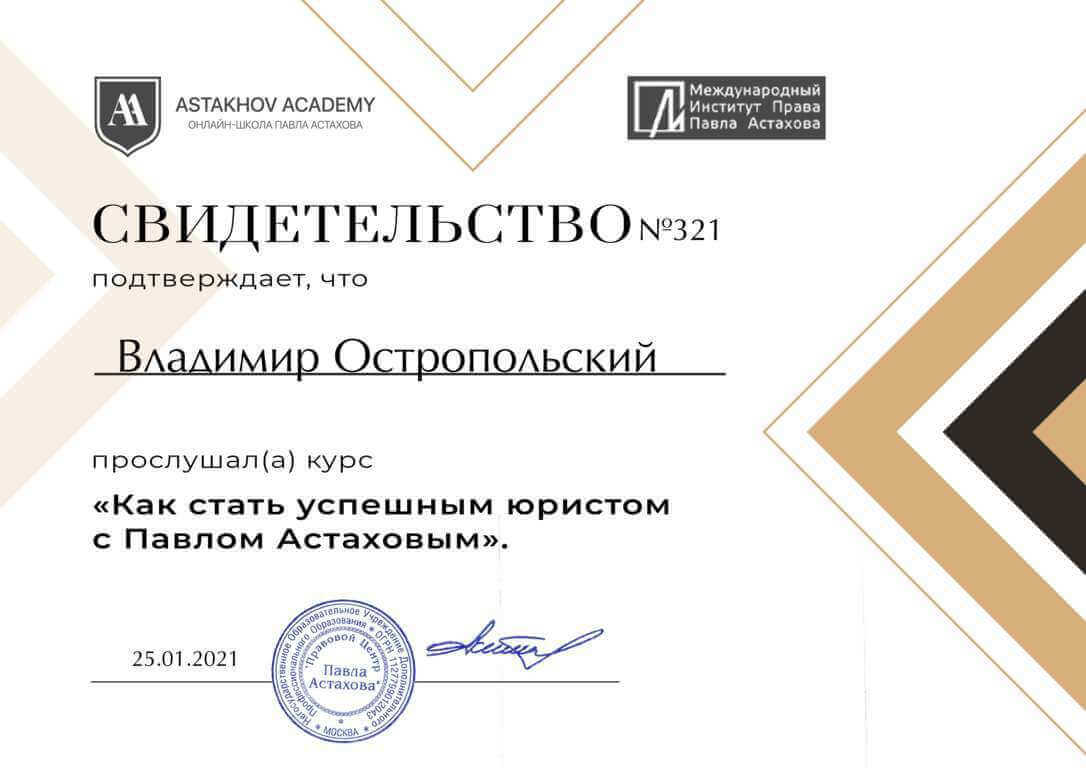 ASTAKHOV ACADEMY
ОНЛАЙН-ШКОЛА ПАВЛА АСТАХОВА
Международный
Институт Права
Павла Астахова
СВИДЕТЕЛЬСТВО №321
подтверждает, что
Владимир Остропольский
прослушал(а) курс
«Как стать успешным юристом
с Павлом Астаховым».
25.01.2021
Негосударственное Образовательное Учреждение Дополнительного
Профессионального Образования * ОГРН 1127799012043
* МОСКВА *
"Правовой Центр
Павла
Астахова"